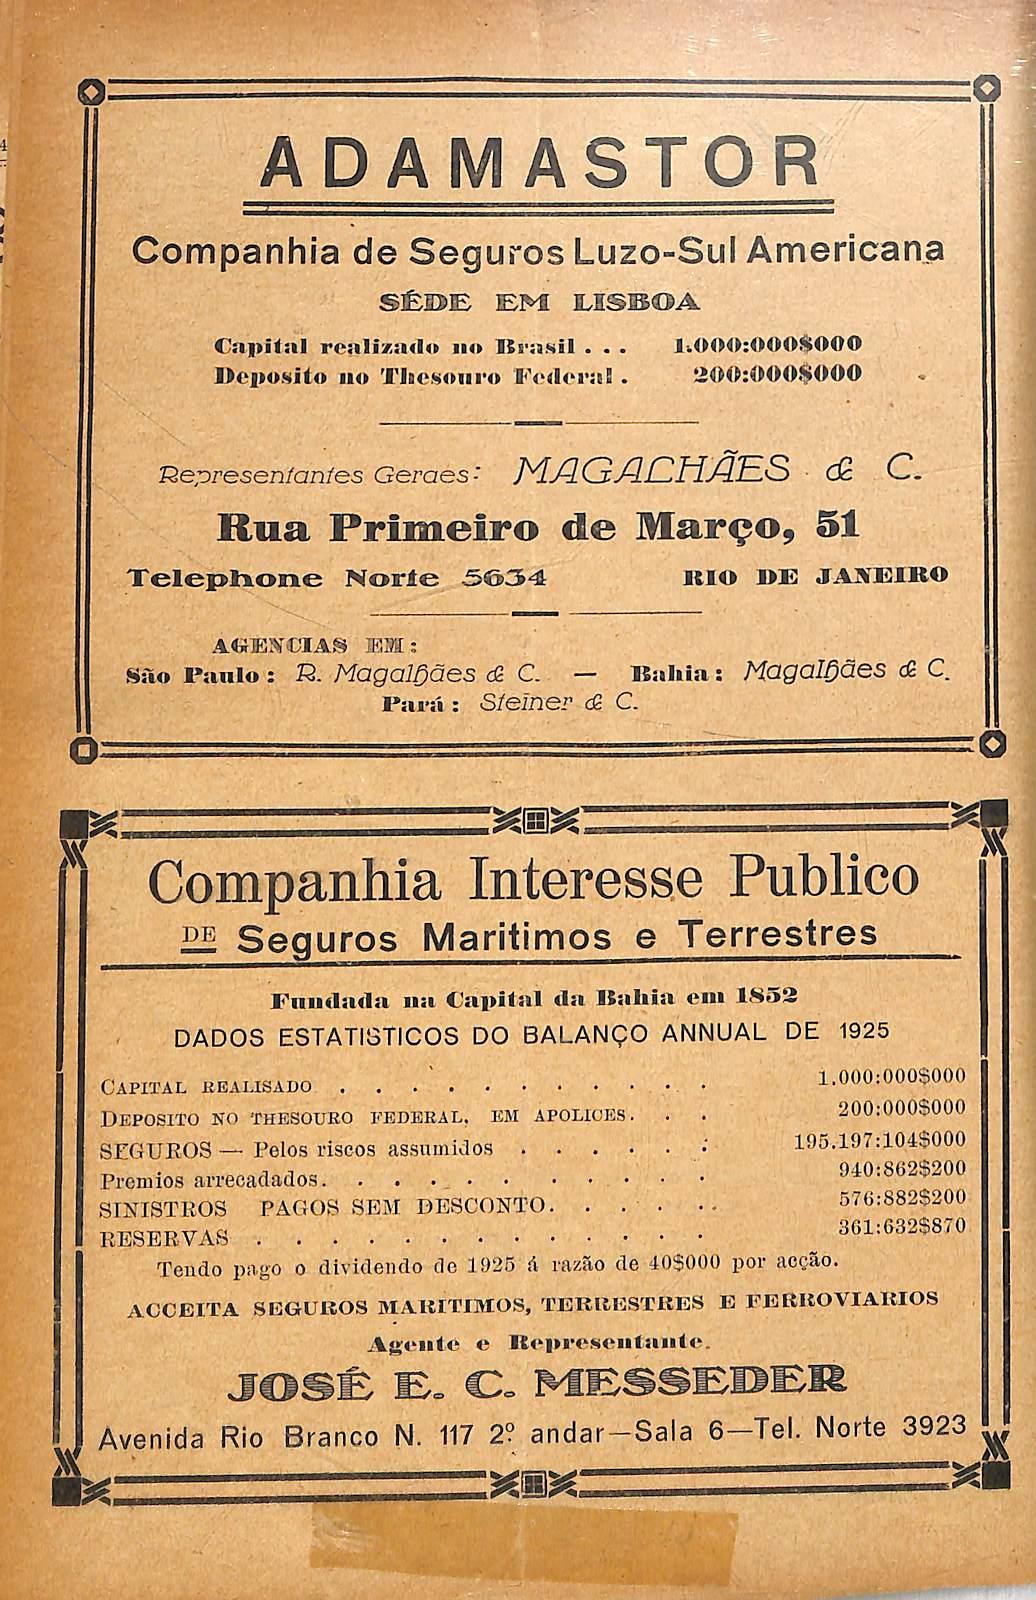 ADAMASTOR
Companhia de Seguros Luzo-Sul Americana
SÉDE EM LISBOA
Capital realizado no Brasil . . . 1.000:000$000
Deposito no Thesouro Federal . 200:000$000
Representantes Geraes: MAGALHÃES & C.
Rua Primeiro de Março, 51
Telephone Norte 5634 RIO DE JANEIRO
AGENCIAS EM:
São Paulo: R. Magalhães & C. — Bahia: Magalhães & C.
Pará: Steiner & C.
Companhia Interesse Publico
DE Seguros Maritimos e Terrestres
Fundada na Capital da Bahia em 1852
DADOS ESTATISTICOS DO BALANÇO ANNUAL DE 1925
CAPITAL REALISADO . . . . . . . . . . . 1.000:000$000
DEPOSITO NO THESOURO FEDERAL, EM APOLICES. . . 200:000$000
SEGUROS — Pelos riscos assumidos . . . . . . 195.197:104$000
Premios arrecadados. . . . . . . . . . . 940:862$200
SINISTROS PAGOS SEM DESCONTO. . . . . . 576:882$200
RESERVAS . . . . . . . . . . . . . 361:632$870
Tendo pago o dividendo de 1925 á razão de 40$000 por acção.
ACCEITA SEGUROS MARITIMOS, TERRESTRES E FERROVIARIOS
Agente e Representante.
JOSÉ E. C. MESSEDER
Avenida Rio Branco N. 117 2º andar—Sala 6—Tel. Norte 3923